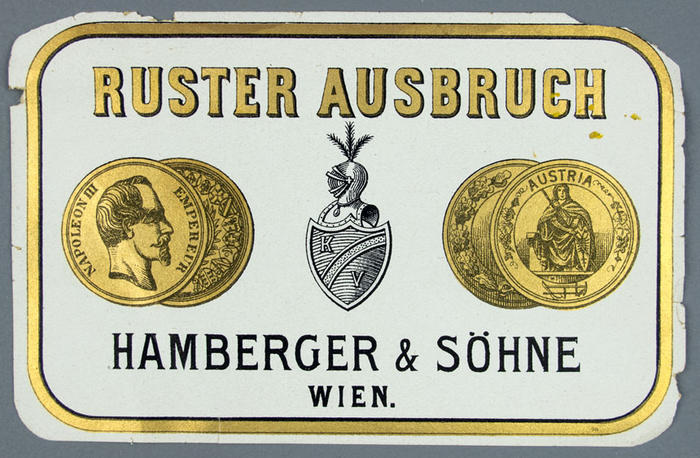 RUSTER AUSBRUCH
NAPOLEON III EMPEREUR
K
V
AUSTRIA
HAMBERGER & SÖHNE
WIEN.